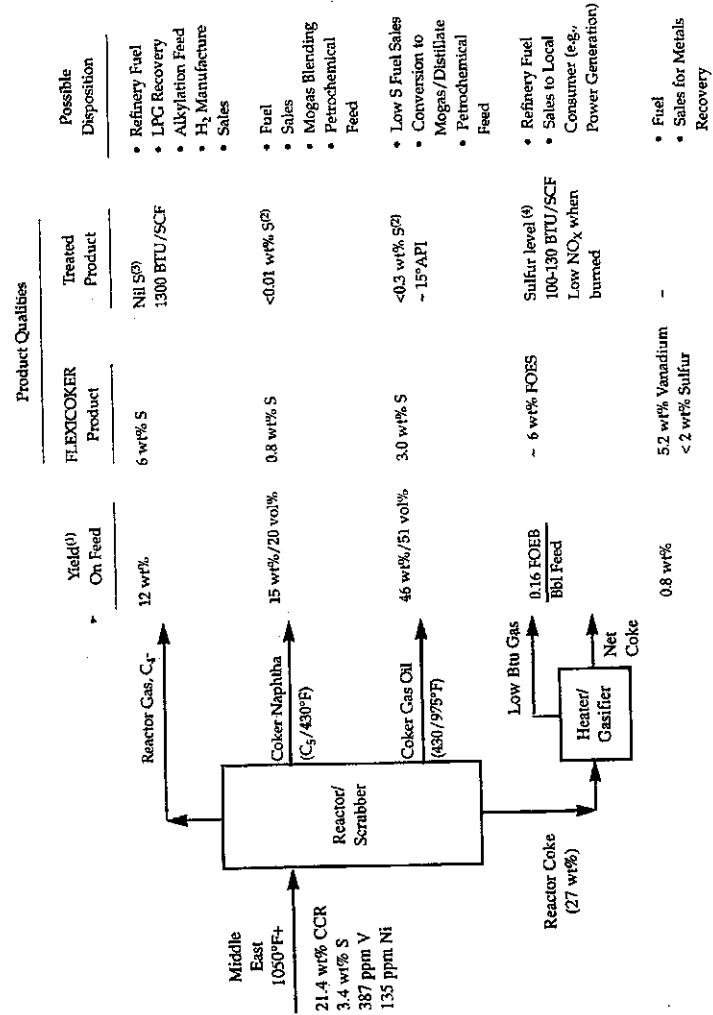 Product Qualities
Yield(1)
On Feed
FLEXICOKER
Product
Treated
Product
Possible
Disposition
Reactor Gas, C4-
12 wt%
6 wt% S
Nil S(3)
1300 BTU/SCF
• Refinery Fuel
• LPG Recovery
• Alkylation Feed
• H2 Manufacture
• Sales
Coker Naphtha
(C5/430°F)
15 wt%/20 vol%
0.8 wt% S
<0.01 wt% S(2)
• Fuel
• Sales
• Mogas Blending
• Petrochemical
Feed
Coker Gas Oil
(430/975°F)
46 wt%/51 vol%
3.0 wt% S
<0.3 wt% S(2)
~ 15°API
• Low S Fuel Sales
• Conversion to
Mogas/Distillate
• Petrochemical
Feed
Low Btu Gas
0.16 FOEB
Bbl Feed
~ 6 wt% FOES
Sulfur level (4)
100-130 BTU/SCF
Low NOX when
burned
• Refinery Fuel
• Sales to Local
Consumer (e.g.,
Power Generation)
Net
Coke
0.8 wt%
5.2 wt% Vanadium
< 2 wt% Sulfur
–
• Fuel
• Sales for Metals
Recovery
Middle
East
1050°F+
21.4 wt% CCR
3.4 wt% S
387 ppm V
135 ppm Ni
Reactor/
Scrubber
Reactor Coke
(27 wt%)
Heater/
Gasifier